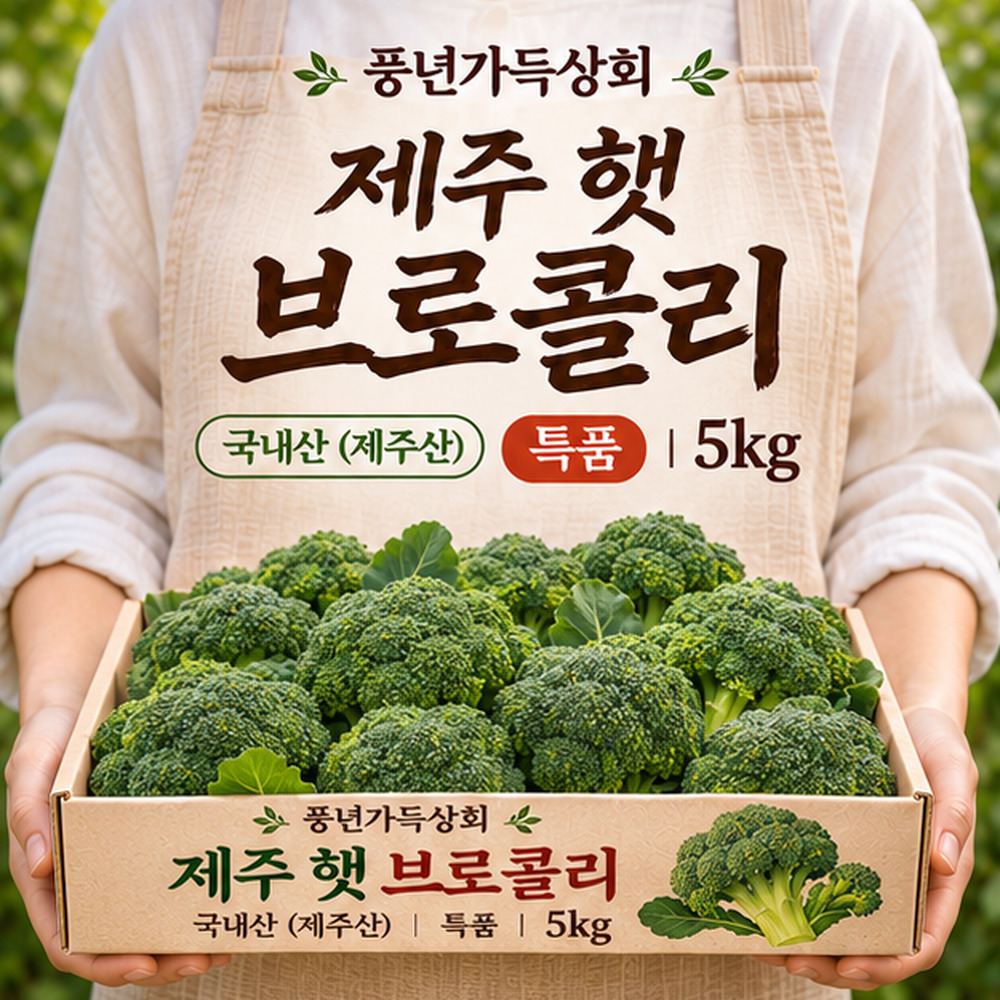 풍년가득상회
제주 햇
브로콜리
국내산 (제주산) 특품 | 5kg
풍년가득상회
제주 햇 브로콜리
국내산 (제주산) | 특품 | 5kg